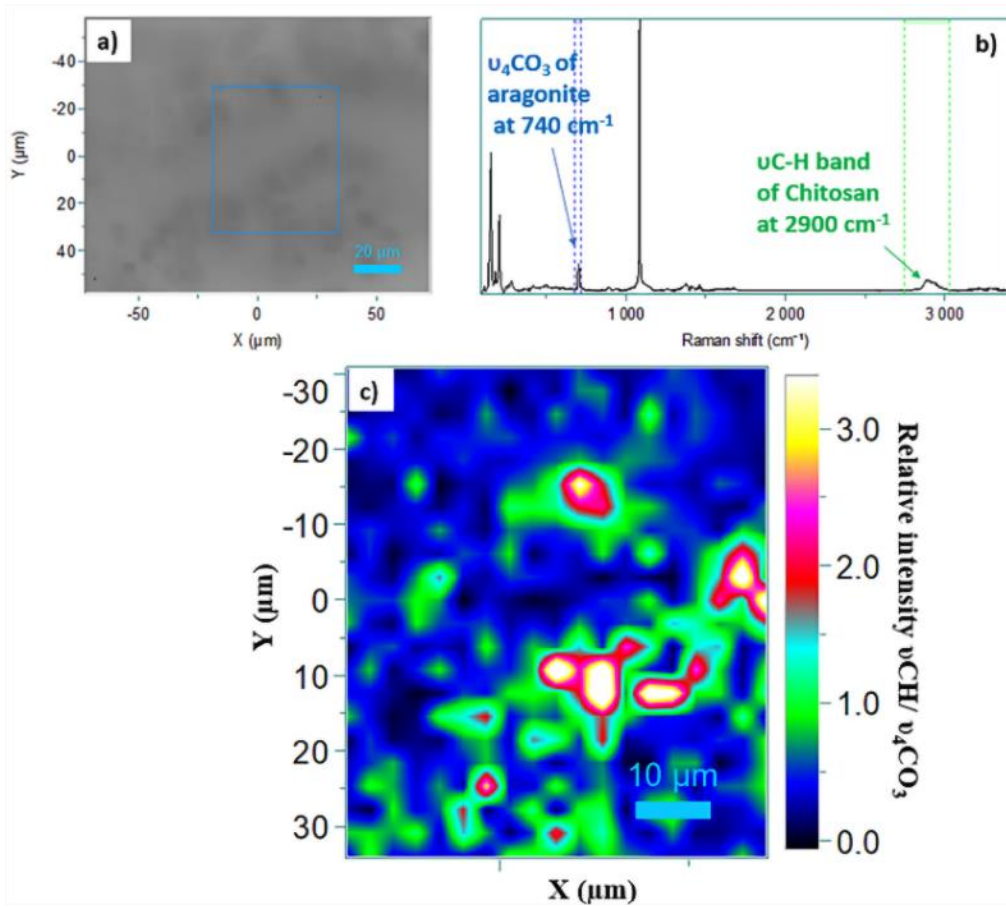 a)
-40
-20
0
20
40
Y (µm)
20 µm
-50
0
50
X (µm)
b)
υ₄CO₃ of
aragonite
at 740 cm⁻¹
υC-H band
of Chitosan
at 2900 cm⁻¹
1 000
2 000
3 000
Raman shift (cm⁻¹)
c)
-30
-20
-10
0
10
20
30
Y (µm)
10 µm
X (µm)
3.0
2.0
1.0
0.0
Relative intensity υCH/ υ₄CO₃